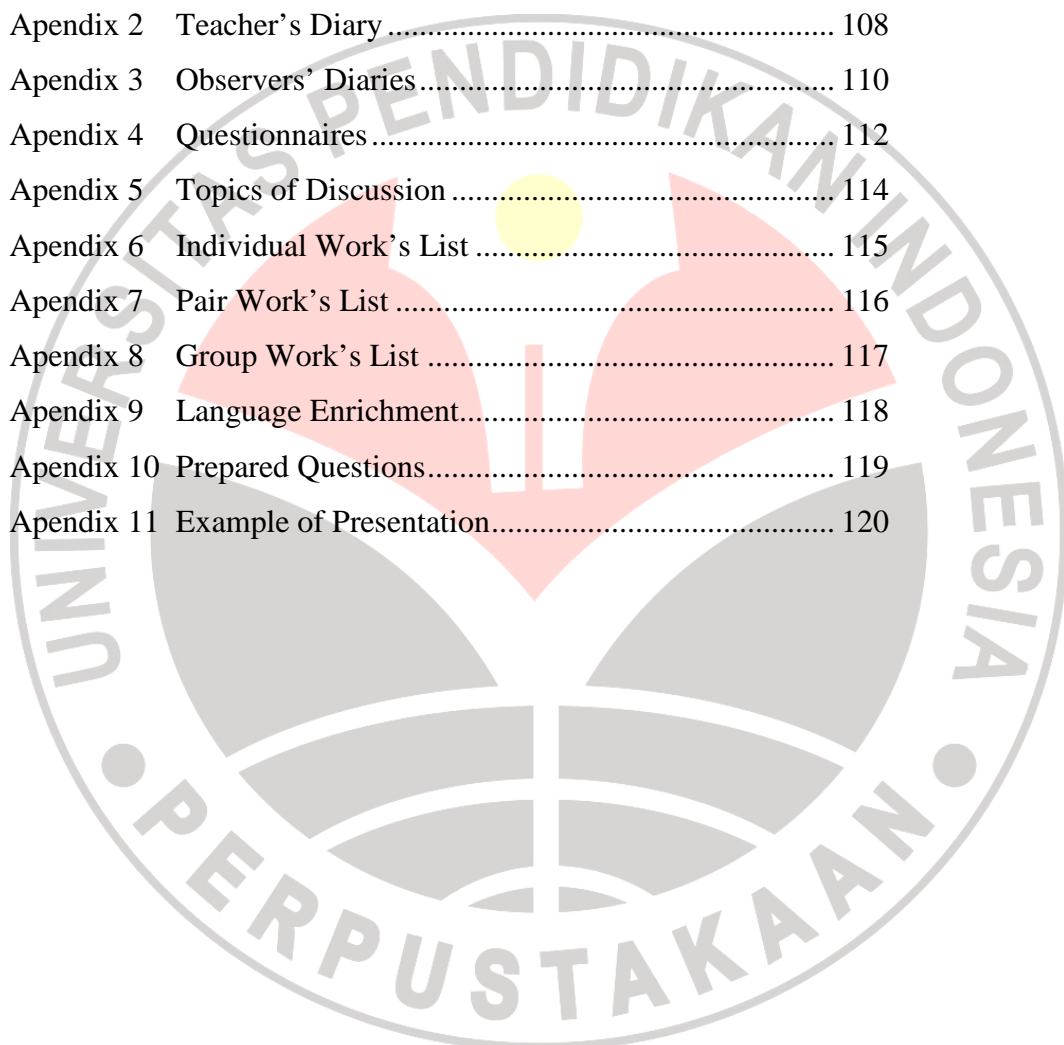 Apendix 2 Teacher’s Diary ........................................................ 108
Apendix 3 Observers’ Diaries.................................................... 110
Apendix 4 Questionnaires.......................................................... 112
Apendix 5 Topics of Discussion ................................................ 114
Apendix 6 Individual Work’s List ............................................. 115
Apendix 7 Pair Work’s List ....................................................... 116
Apendix 8 Group Work’s List ................................................... 117
Apendix 9 Language Enrichment............................................... 118
Apendix 10 Prepared Questions................................................... 119
Apendix 11 Example of Presentation........................................... 120
UNIVERSITAS PENDIDIKAN INDONESIA
PERPUSTAKAAN